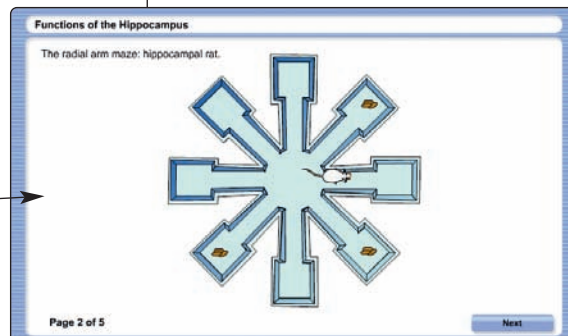 Functions of the Hippocampus
The radial arm maze: hippocampal rat.
Page 2 of 5
Next